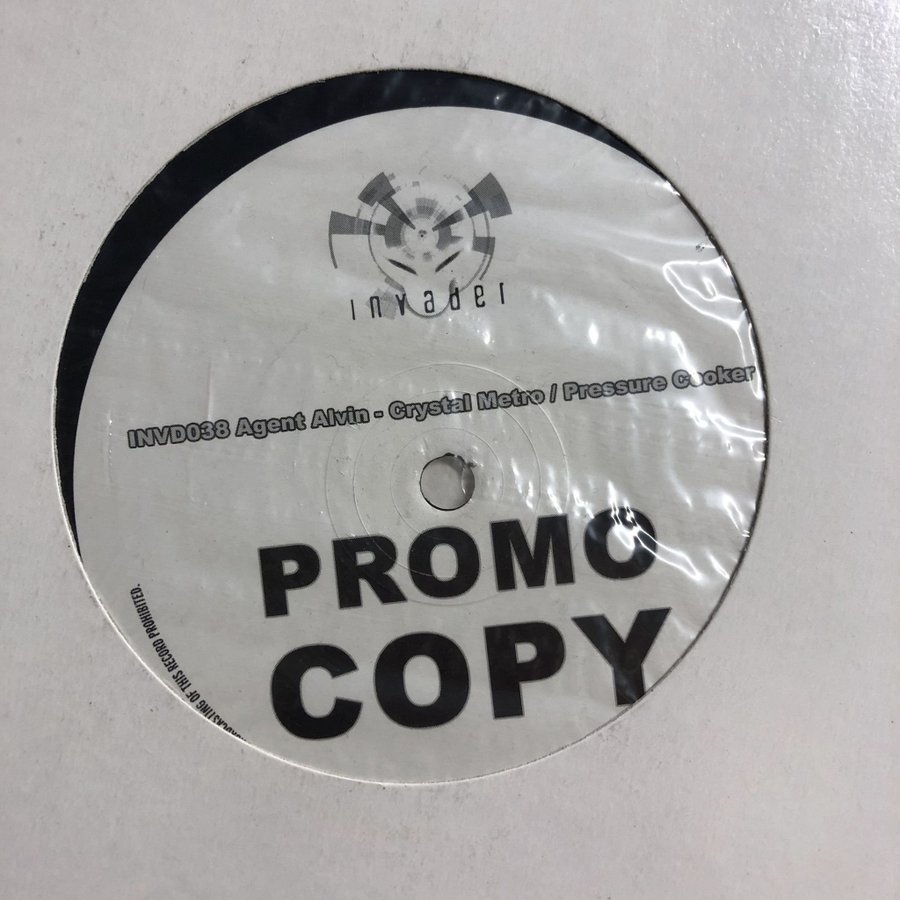 invader
INVD038 Agent Alvin - Crystal Metro / Pressure Cooker
PROMO
COPY
OF THIS RECORD PROHIBITED.